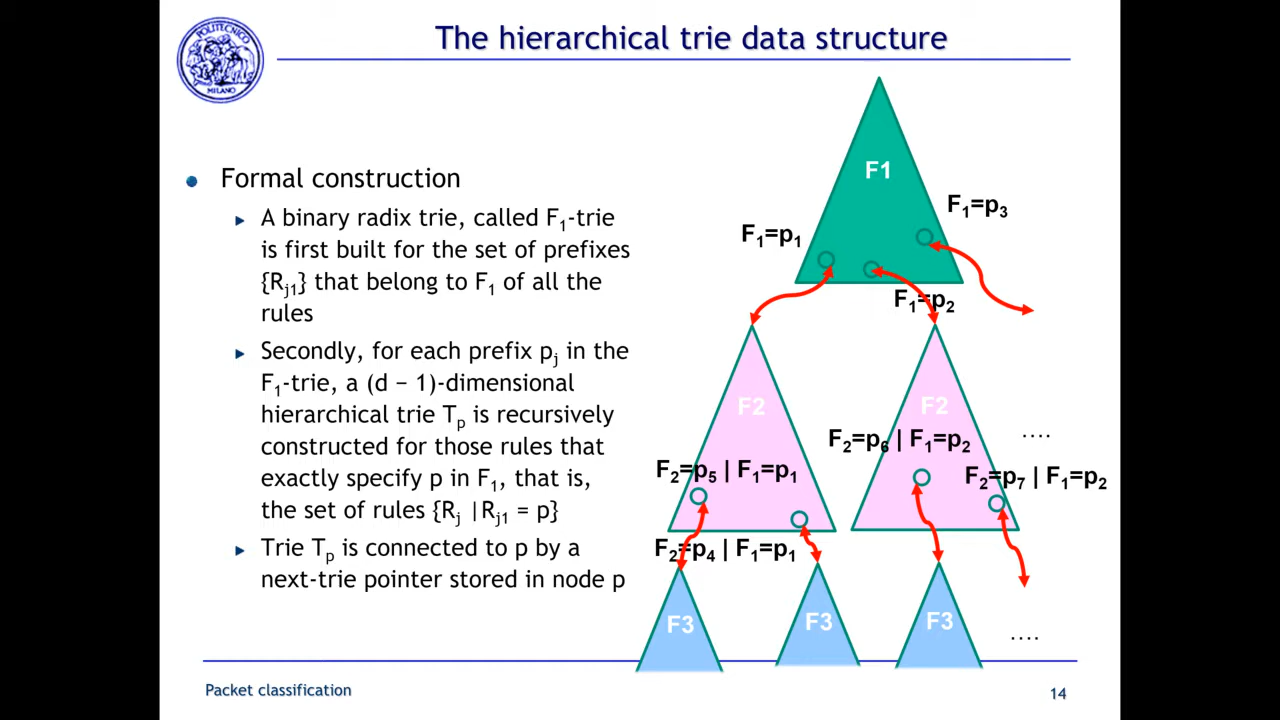 The hierarchical trie data structure
POLITECNICO
MILANO
Formal construction
A binary radix trie, called F1-trie
is first built for the set of prefixes
{Rj1} that belong to F1 of all the
rules
Secondly, for each prefix pj in the
F1-trie, a (d − 1)-dimensional
hierarchical trie Tp is recursively
constructed for those rules that
exactly specify p in F1, that is,
the set of rules {Rj |Rj1 = p}
Trie Tp is connected to p by a
next-trie pointer stored in node p
F1
F1=p3
F1=p1
F1=p2
F2
F2
F2=p6 | F1=p2
....
F2=p5 | F1=p1
F2=p7 | F1=p2
F2=p4 | F1=p1
F3
F3
F3
....
Packet classification
14